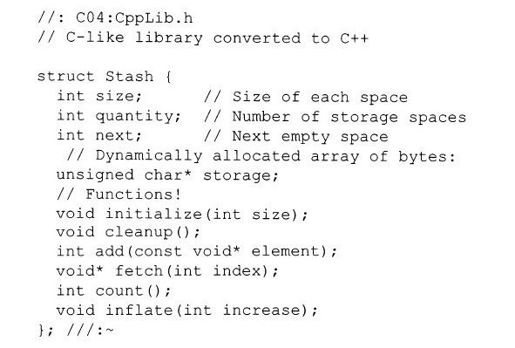 //: C04:CppLib.h
// C-like library converted to C++

struct Stash {
  int size;      // Size of each space
  int quantity;  // Number of storage spaces
  int next;      // Next empty space
   // Dynamically allocated array of bytes:
  unsigned char* storage;
  // Functions!
  void initialize(int size);
  void cleanup();
  int add(const void* element);
  void* fetch(int index);
  int count();
  void inflate(int increase);
}; ///:~